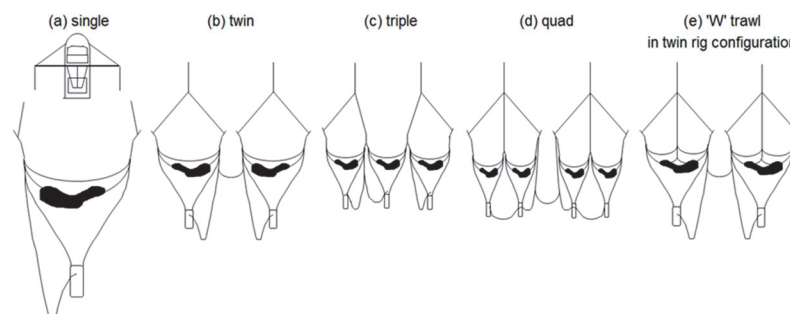 (a) single
(b) twin
(c) triple
(d) quad
(e) 'W' trawl
in twin rig configuration